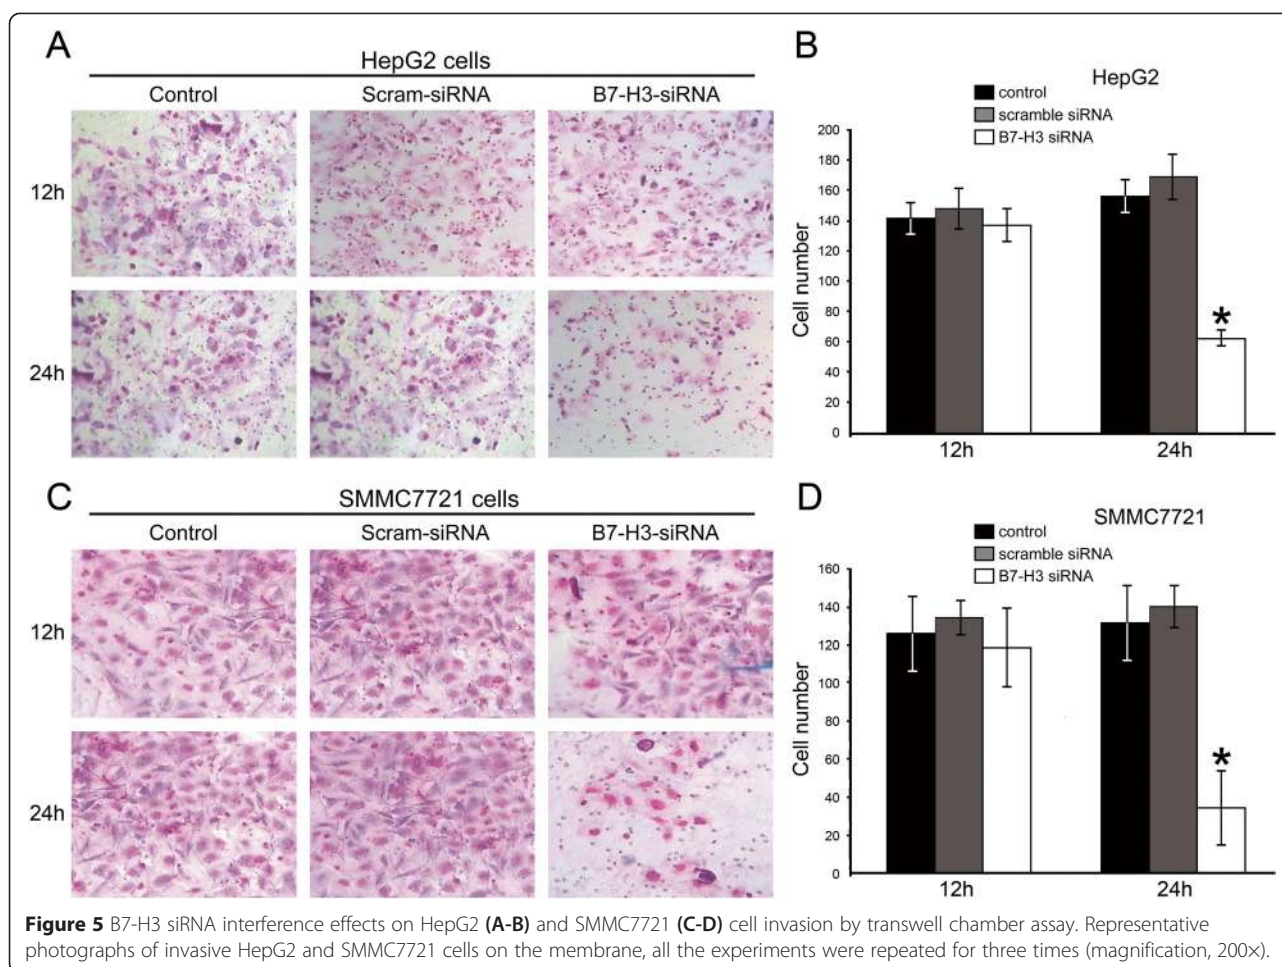 A
HepG2 cells
Control Scram-siRNA B7-H3-siRNA
12h
24h
B
HepG2
control
scramble siRNA
B7-H3 siRNA
Cell number
200
180
160
140
120
100
80
60
40
20
0
*
12h 24h
C
SMMC7721 cells
Control Scram-siRNA B7-H3-siRNA
12h
24h
D
SMMC7721
control
scramble siRNA
B7-H3 siRNA
Cell number
160
140
120
100
80
60
40
20
0
*
12h 24h
Figure 5 B7-H3 siRNA interference effects on HepG2 (A-B) and SMMC7721 (C-D) cell invasion by transwell chamber assay. Representative
photographs of invasive HepG2 and SMMC7721 cells on the membrane, all the experiments were repeated for three times (magnification, 200×).